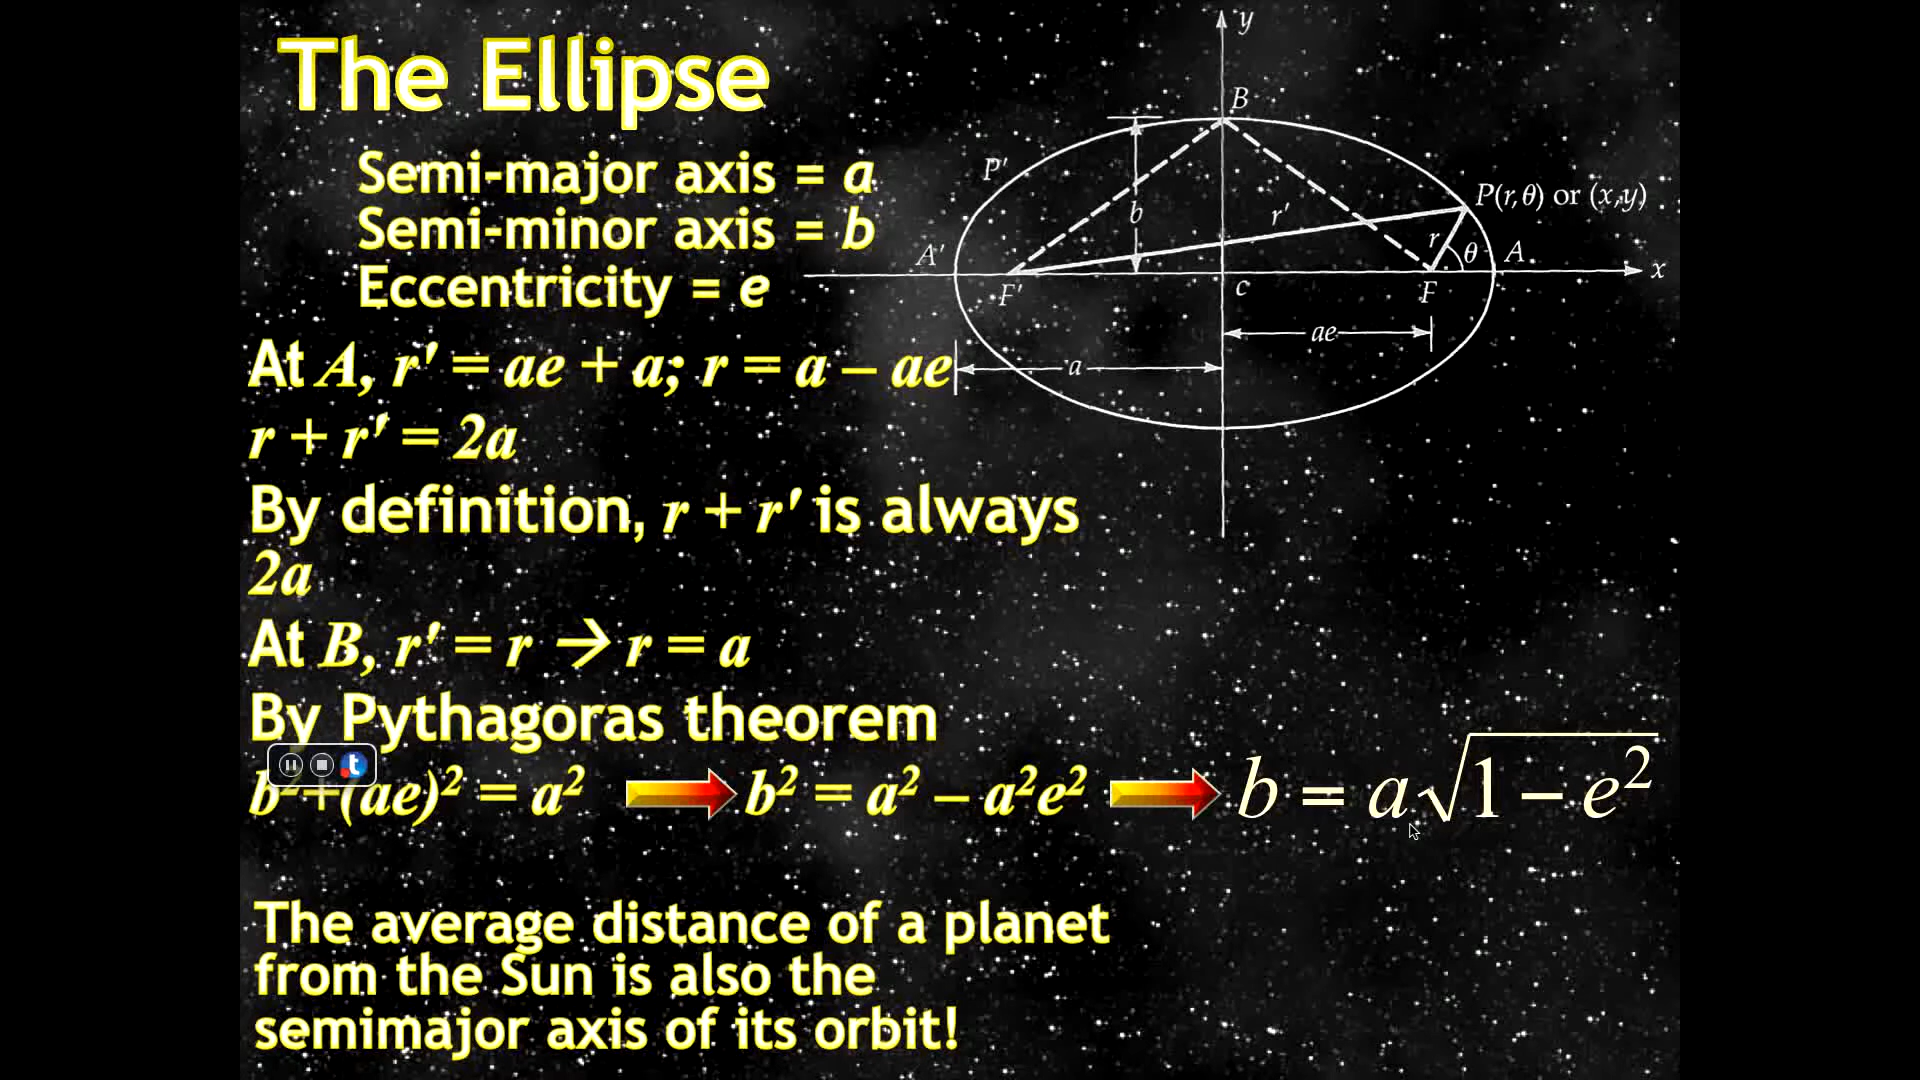 The Ellipse
Semi-major axis = a
Semi-minor axis = b
Eccentricity = e
At A, r′ = ae + a; r = a – ae
r + r′ = 2a
By definition, r + r′ is always
2a
At B, r′ = r → r = a
By Pythagoras theorem
b²+(ae)² = a² b² = a² – a²e² b = a√1 – e²
The average distance of a planet
from the Sun is also the
semimajor axis of its orbit!
y
B
P′
P(r, θ) or (x,y)
b
r′
r
θ
A′
A
x
F′
c
F
ae
a
t